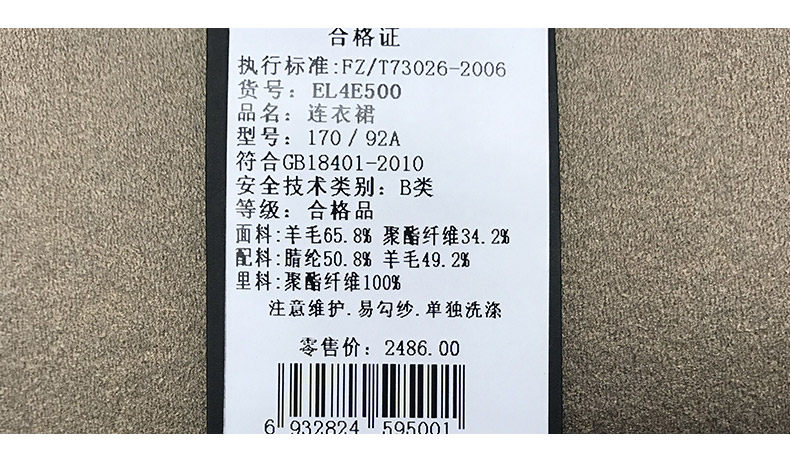 合格证
执行标准:FZ/T73026-2006
货号: EL4E500
品名: 连衣裙
型号: 170/92A
符合GB18401-2010
安全技术类别: B类
等级: 合格品
面料:羊毛65.8% 聚酯纤维34.2%
配料:腈纶50.8% 羊毛49.2%
里料:聚酯纤维100%
注意维护.易勾纱.单独洗涤
零售价: 2486.00
6 932824 595001